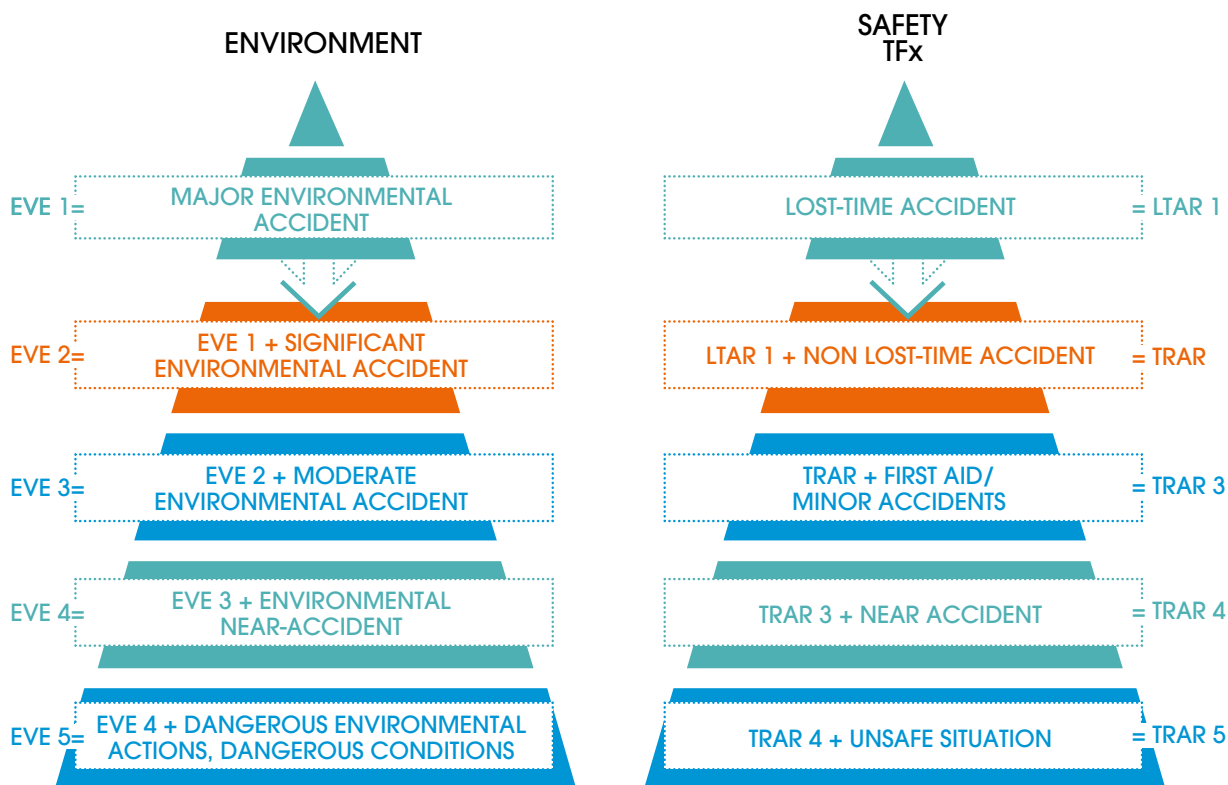 ENVIRONMENT
EVE 1=
MAJOR ENVIRONMENTAL
ACCIDENT
EVE 2=
EVE 1 + SIGNIFICANT
ENVIRONMENTAL ACCIDENT
EVE 3=
EVE 2 + MODERATE
ENVIRONMENTAL ACCIDENT
EVE 4=
EVE 3 + ENVIRONMENTAL
NEAR-ACCIDENT
EVE 5=
EVE 4 + DANGEROUS ENVIRONMENTAL
ACTIONS, DANGEROUS CONDITIONS
SAFETY
TFx
LOST-TIME ACCIDENT
= LTAR 1
LTAR 1 + NON LOST-TIME ACCIDENT
= TRAR
TRAR + FIRST AID/
MINOR ACCIDENTS
= TRAR 3
TRAR 3 + NEAR ACCIDENT
= TRAR 4
TRAR 4 + UNSAFE SITUATION
= TRAR 5